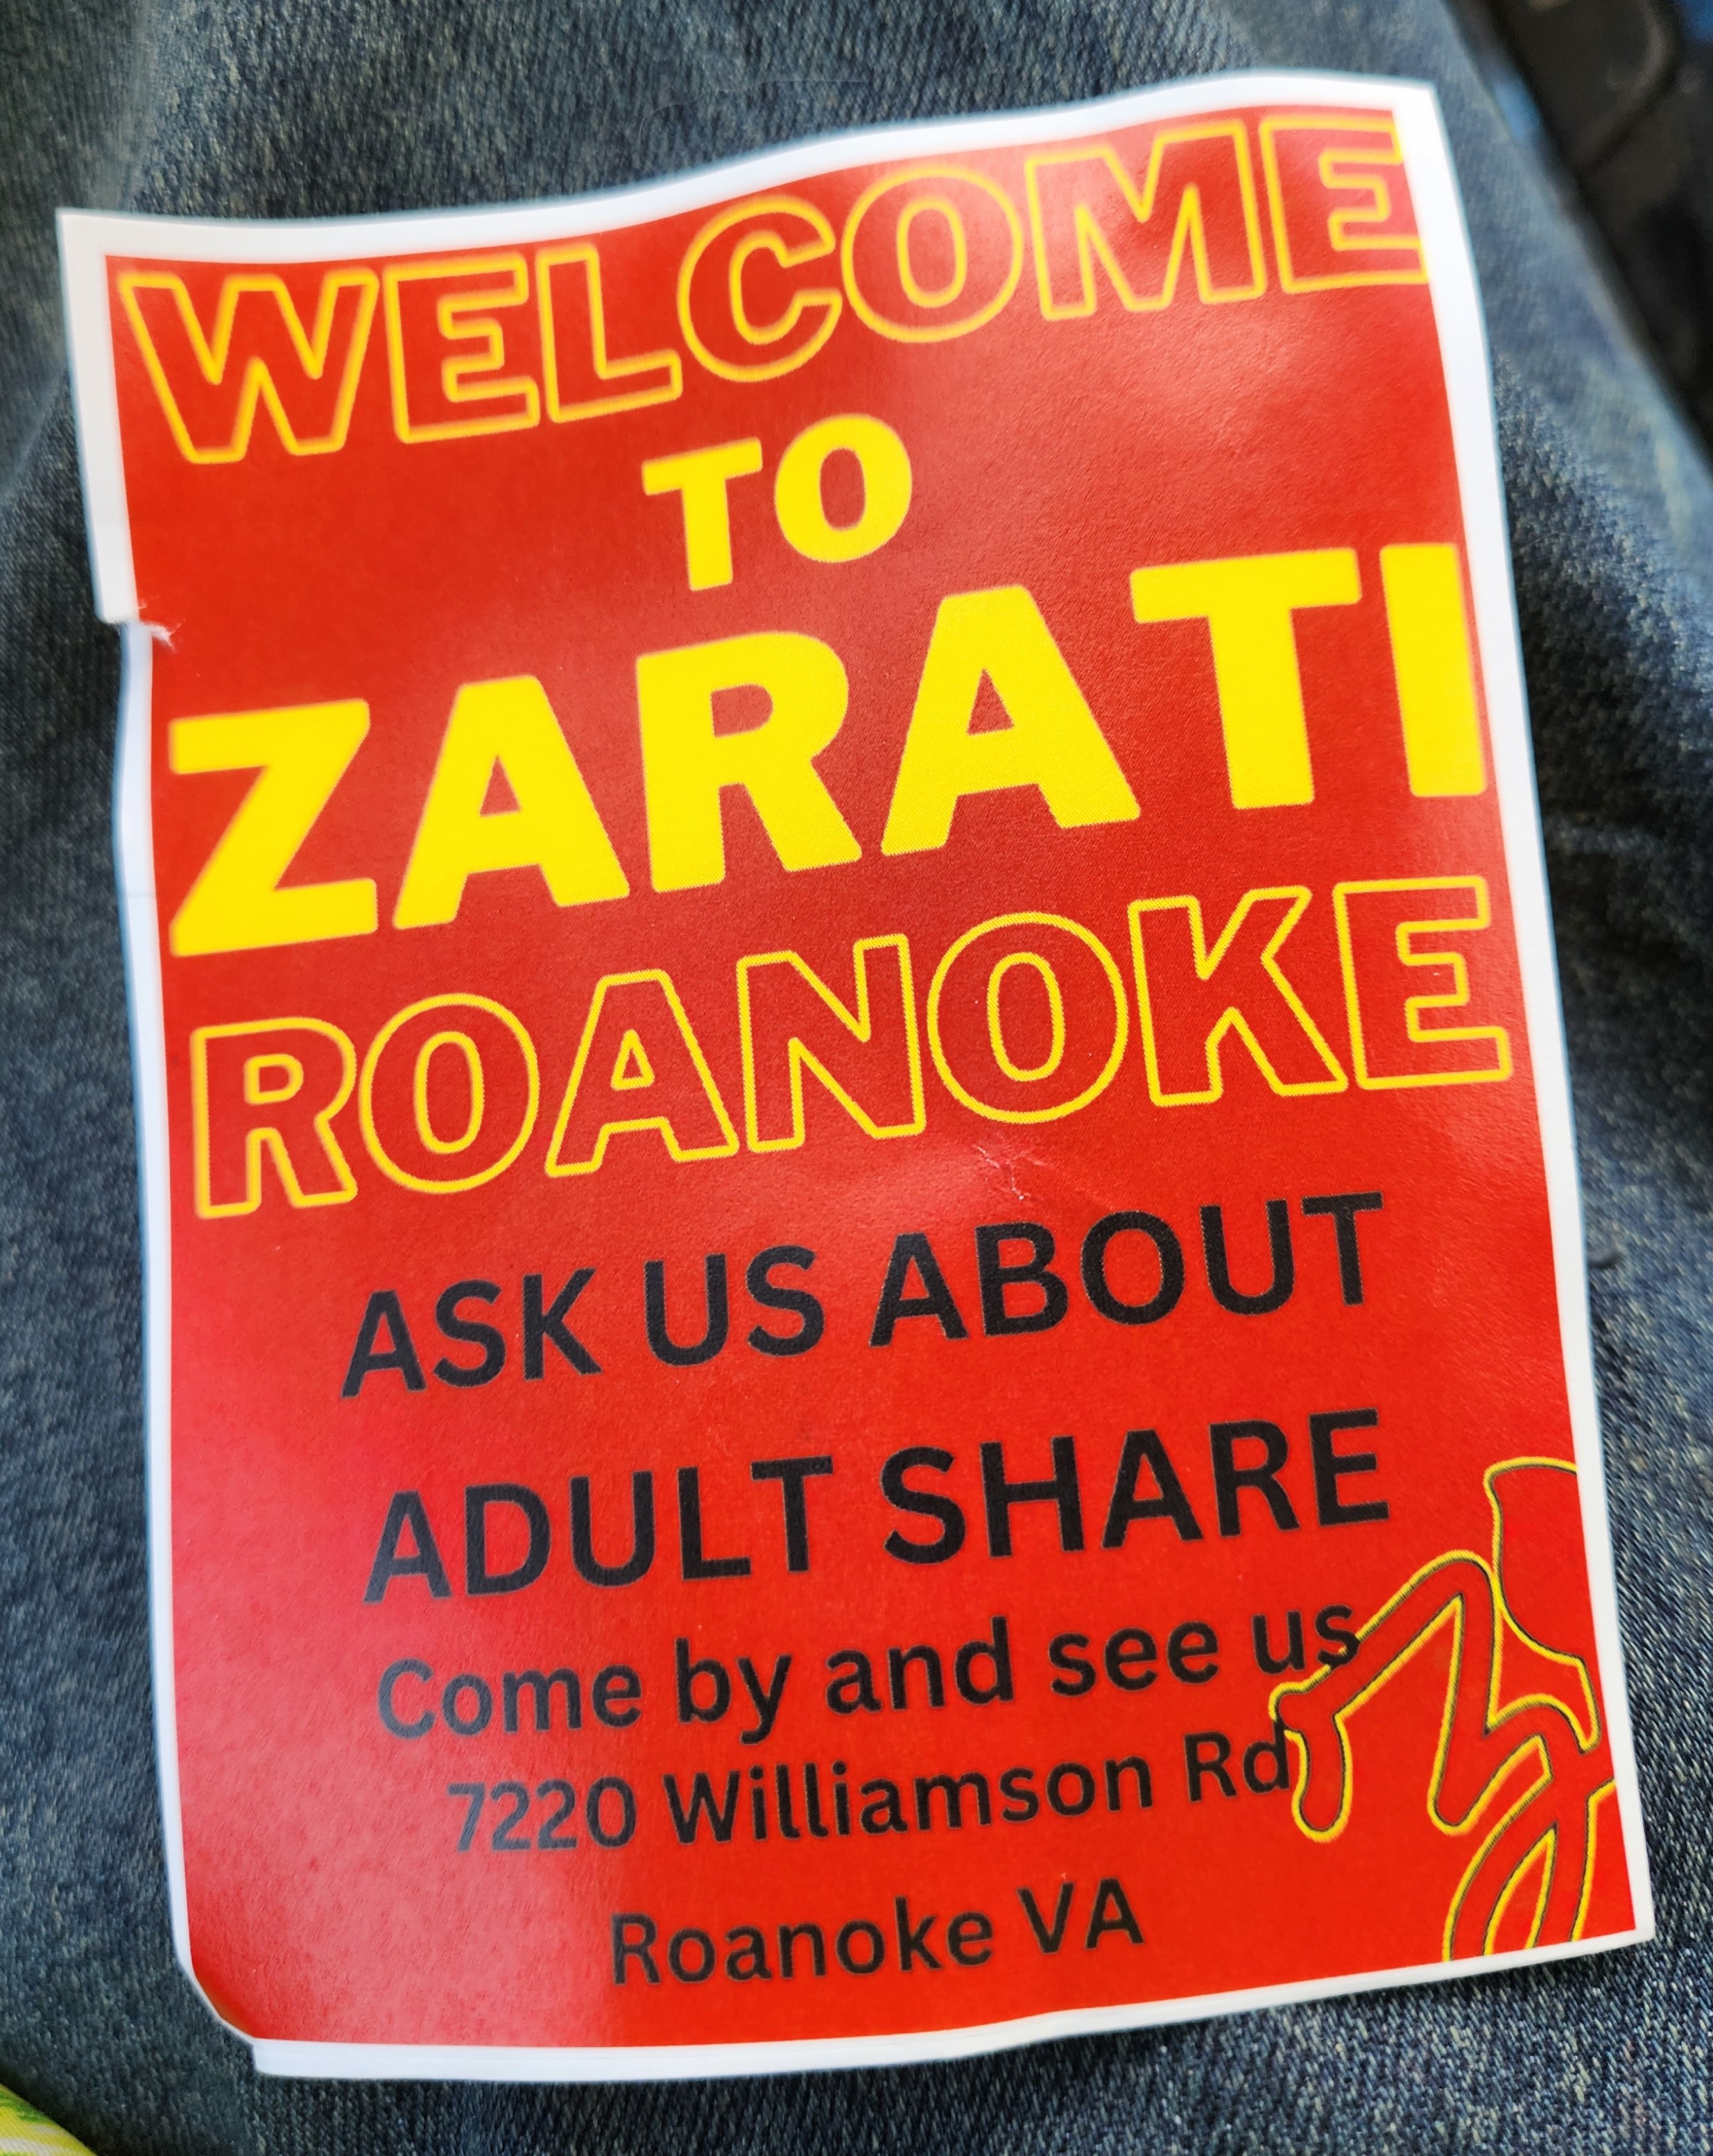 WELCOME
TO
ZARATI
ROANOKE
ASK US ABOUT
ADULT SHARE
Come by and see us
7220 Williamson Rd
Roanoke VA